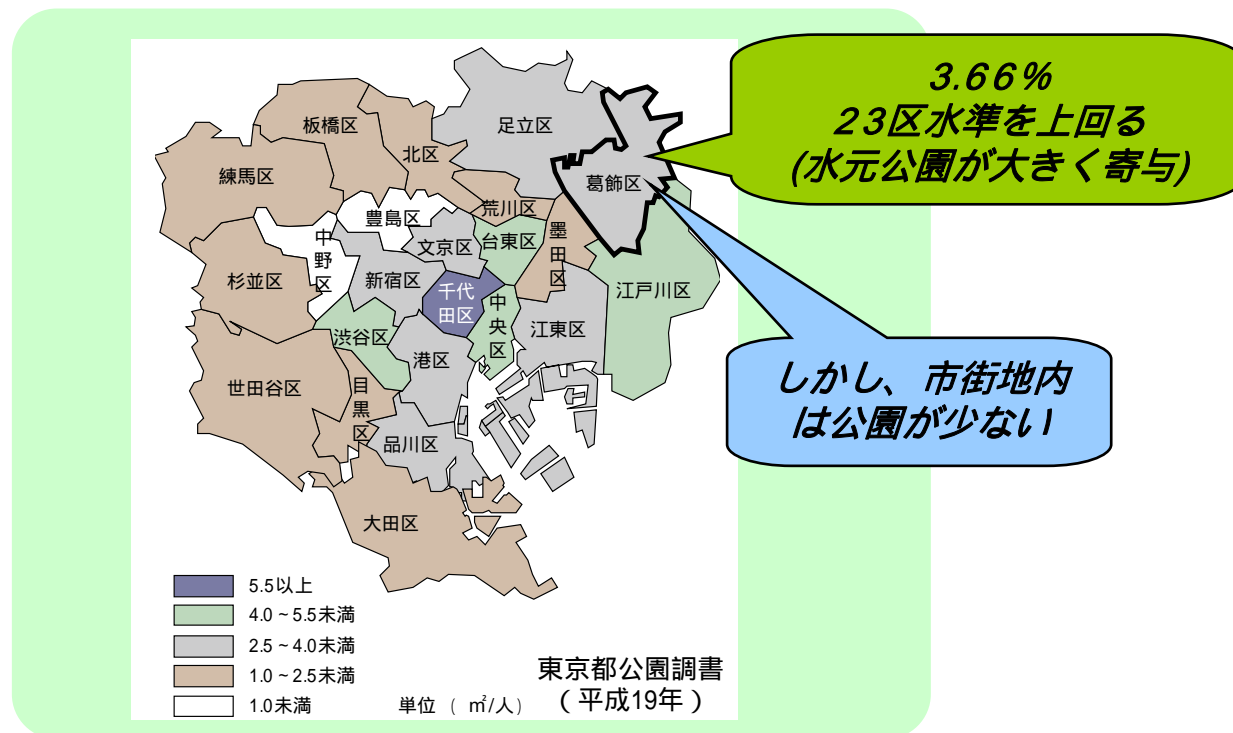 3.66%
23区水準を上回る
(水元公園が大きく寄与)
足立区
板橋区
北区
練馬区
葛飾区
荒川区
豊島区
墨田区
台東区
文京区
中野区
新宿区
杉並区
千代
田区
中央区
江戸川区
江東区
渋谷区
港区
世田谷区
目黒区
品川区
大田区
しかし、市街地内
は公園が少ない
5.5以上
4.0~5.5未満
2.5~4.0未満
1.0~2.5未満
1.0未満
単位( ㎡/人)
東京都公園調書
(平成19年)